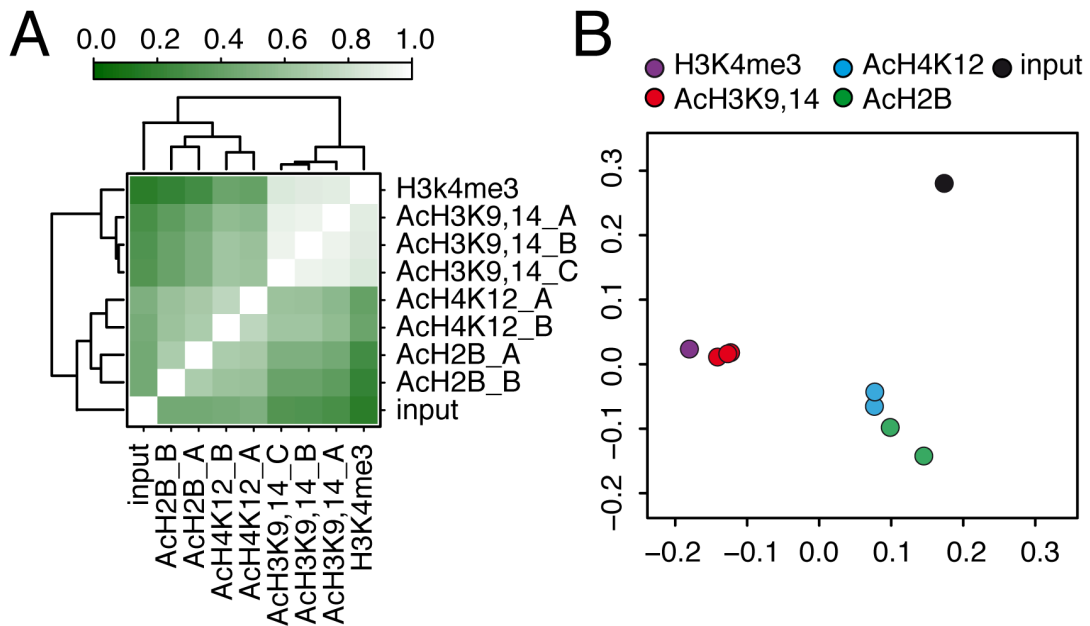 A
0.0 0.2 0.4 0.6 0.8 1.0
H3k4me3
AcH3K9,14_A
AcH3K9,14_B
AcH3K9,14_C
AcH4K12_A
AcH4K12_B
AcH2B_A
AcH2B_B
input
input
AcH2B_B
AcH2B_A
AcH4K12_B
AcH4K12_A
AcH3K9,14_C
AcH3K9,14_B
AcH3K9,14_A
H3K4me3
B
H3K4me3 AcH4K12 input
AcH3K9,14 AcH2B
0.3
0.2
0.1
0.0
−0.1
−0.2
−0.2 −0.1 0.0 0.1 0.2 0.3